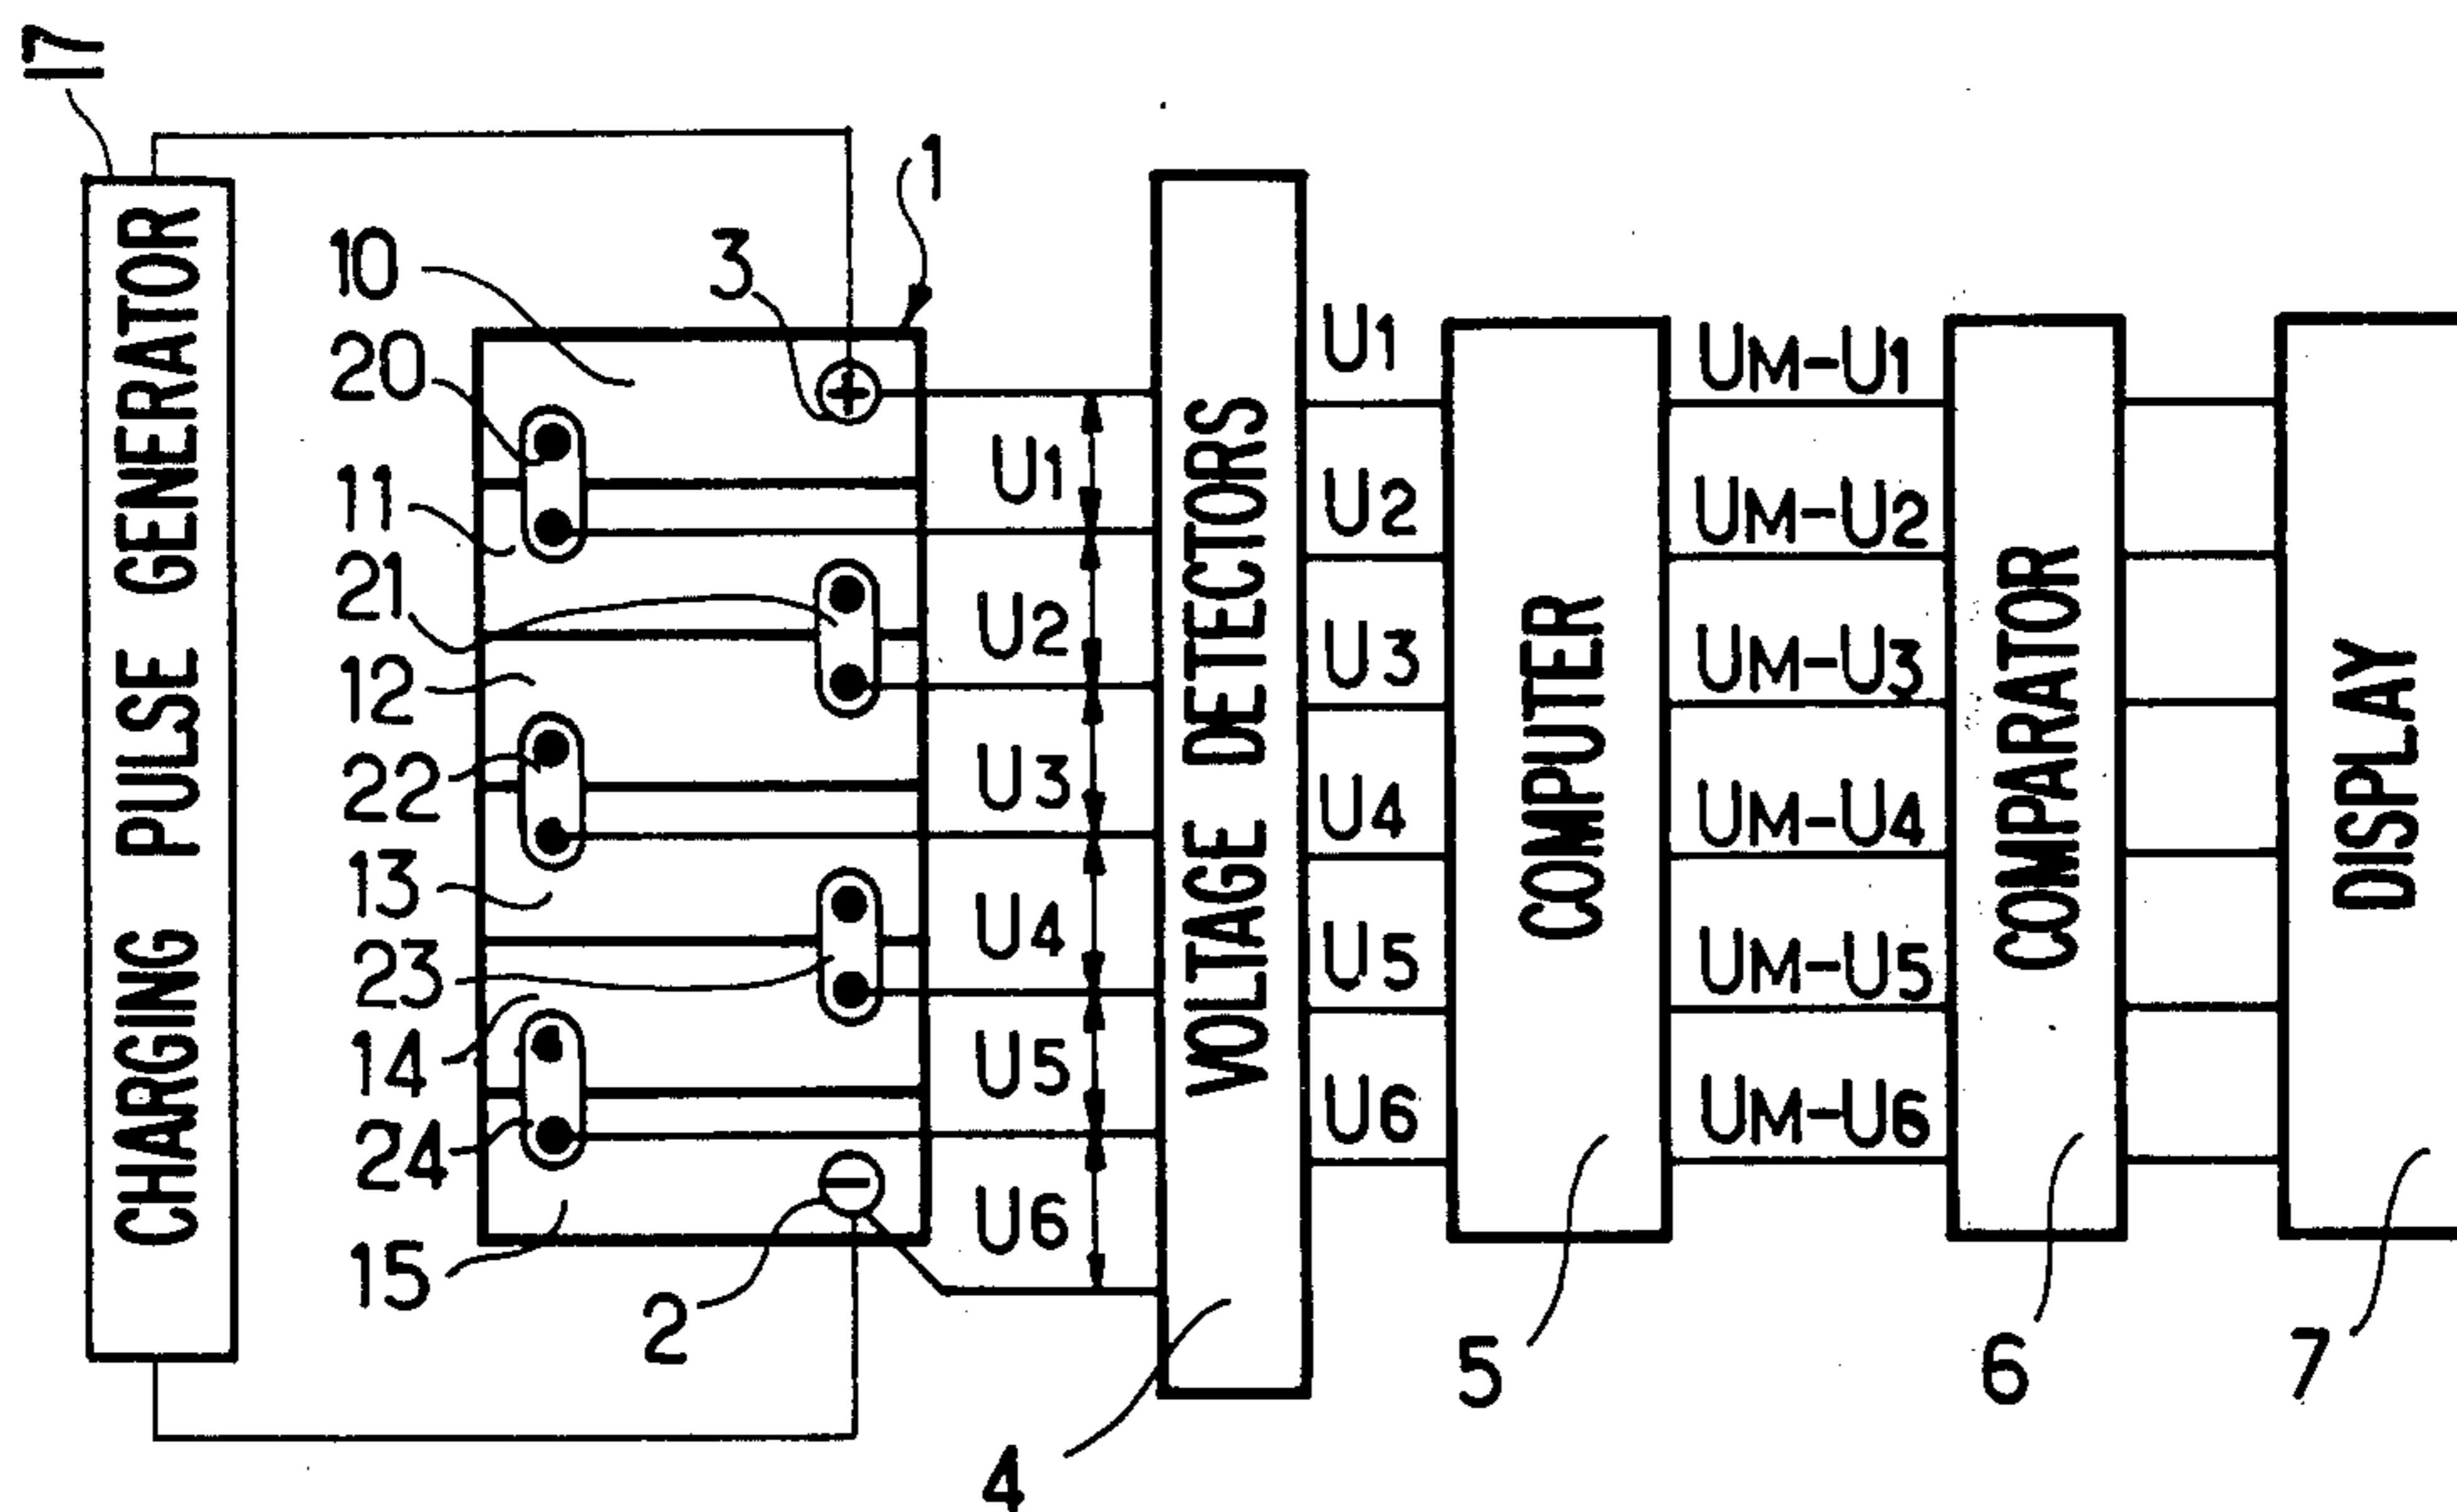 17
CHARGING PULSE GENERATOR
1
10
3
20
11
21
12
22
13
23
14
24
15
2
+
−
U1
U2
U3
U4
U5
U6
VOLTAGE DETECTORS
4
U1
U2
U3
U4
U5
U6
COMPUTER
5
UM-U1
UM-U2
UM-U3
UM-U4
UM-U5
UM-U6
COMPARATOR
6
DISPLAY
7